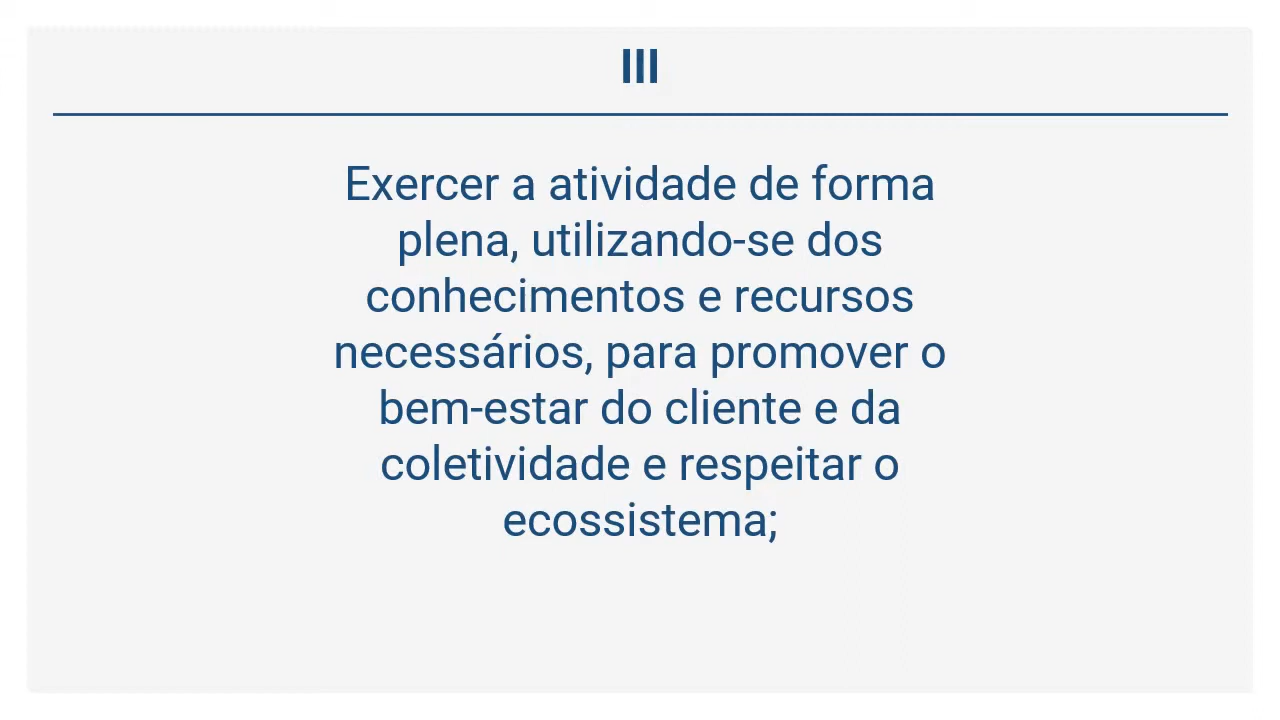 III
Exercer a atividade de forma
plena, utilizando-se dos
conhecimentos e recursos
necessários, para promover o
bem-estar do cliente e da
coletividade e respeitar o
ecossistema;